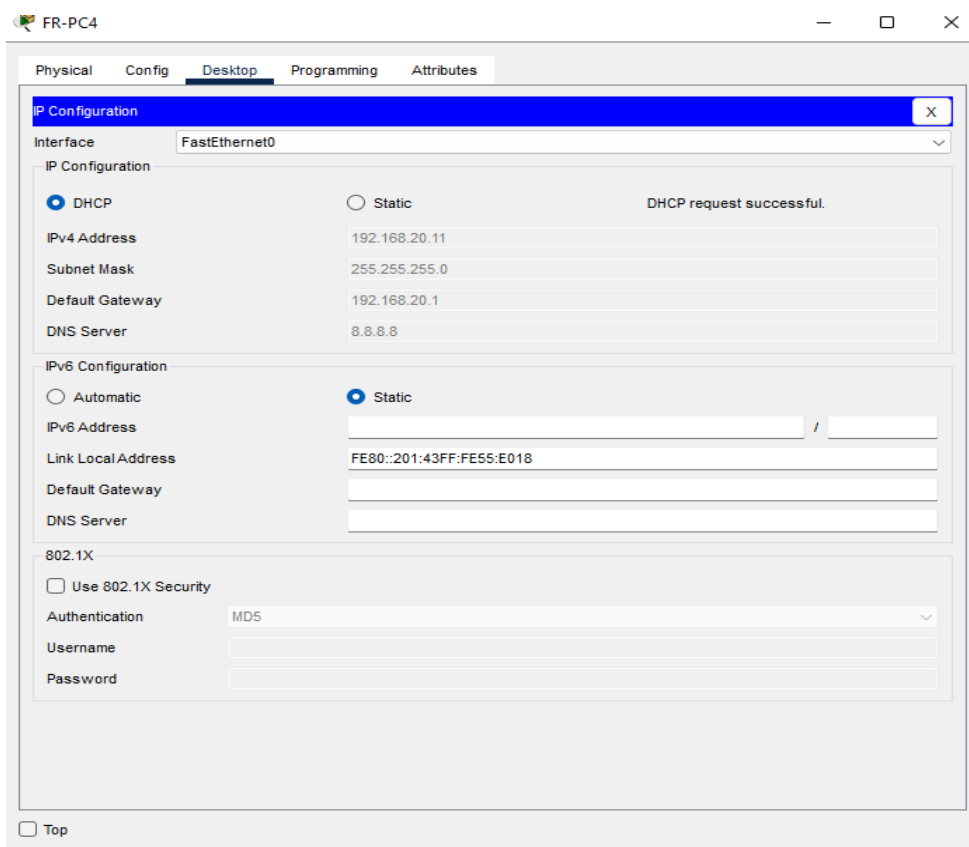 FR-PC4
Physical Config Desktop Programming Attributes
IP Configuration X
Interface FastEthernet0
IP Configuration
DHCP Static DHCP request successful.
IPv4 Address 192.168.20.11
Subnet Mask 255.255.255.0
Default Gateway 192.168.20.1
DNS Server 8.8.8.8
IPv6 Configuration
Automatic Static
IPv6 Address /
Link Local Address FE80::201:43FF:FE55:E018
Default Gateway
DNS Server
802.1X
Use 802.1X Security
Authentication MD5
Username
Password
Top